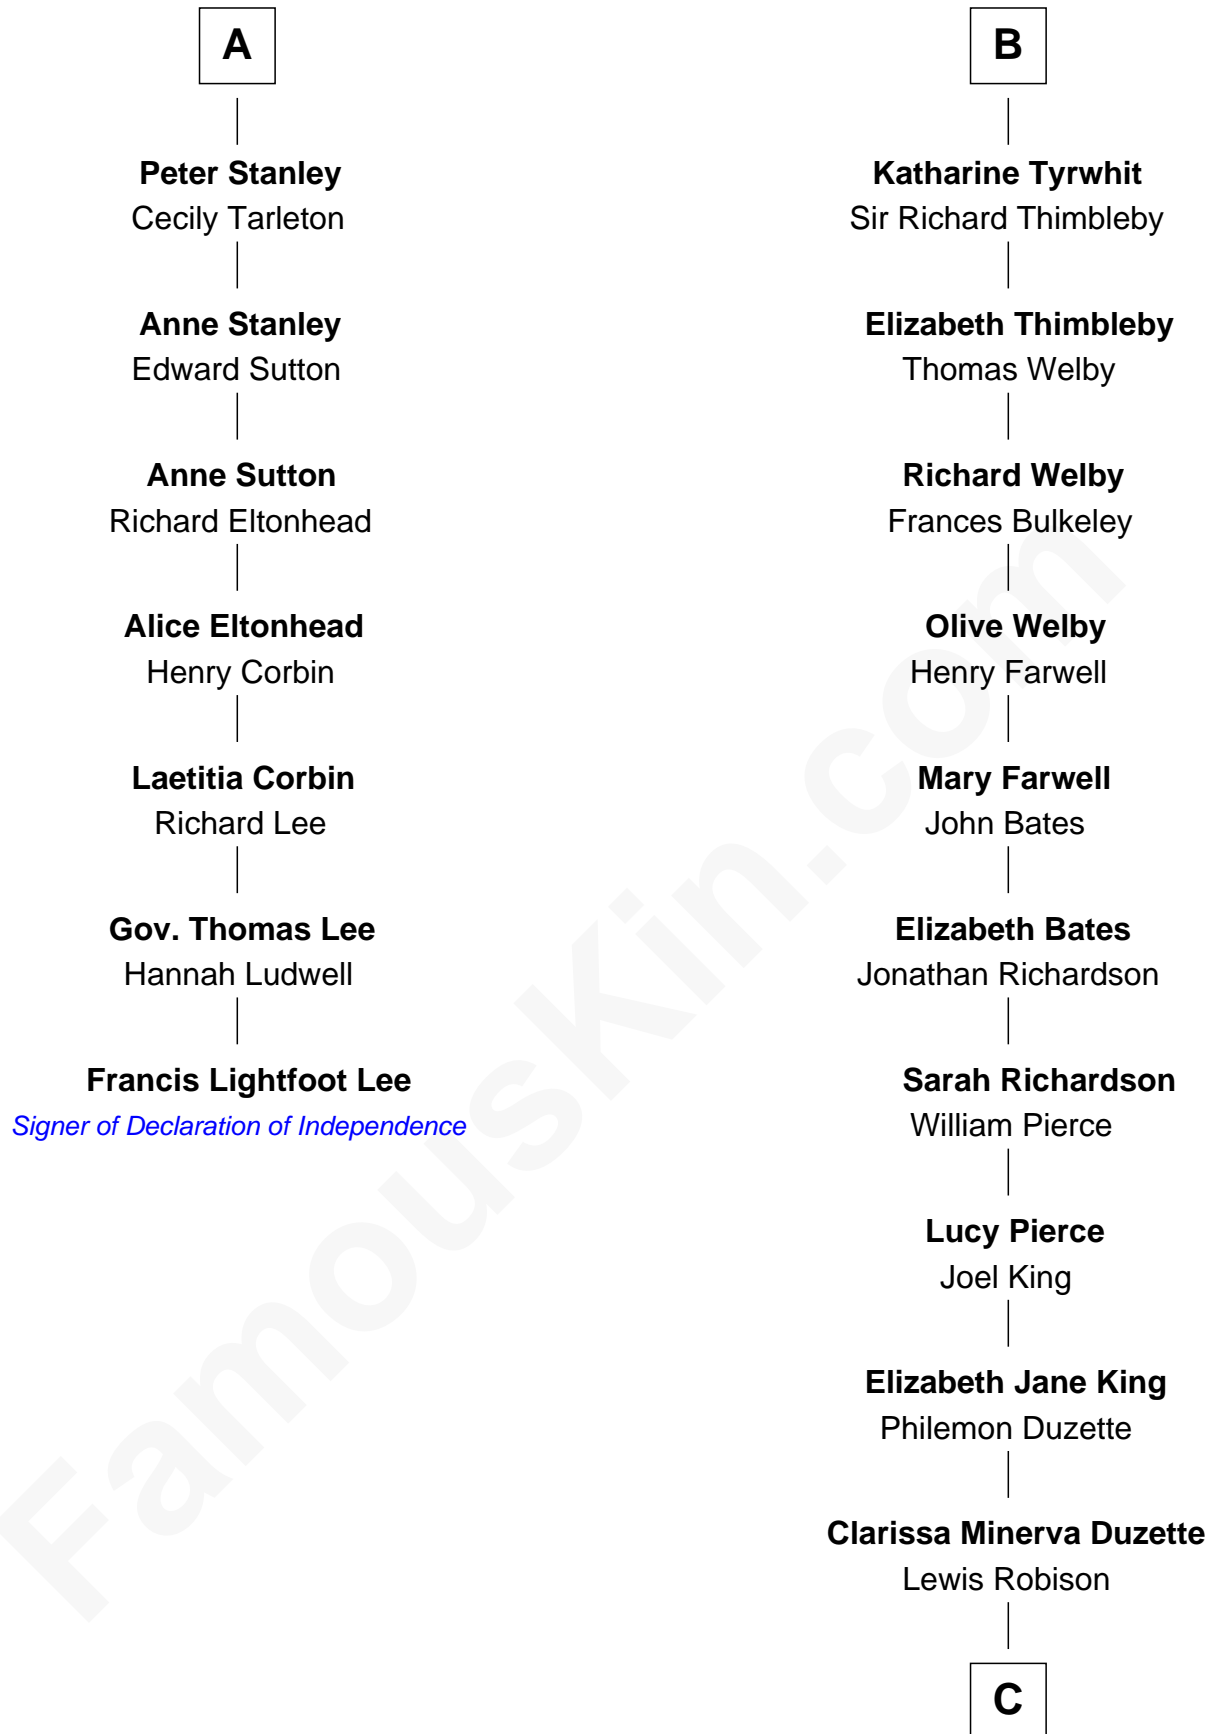 A
Peter Stanley
Cecily Tarleton
Anne Stanley
Edward Sutton
Anne Sutton
Richard Eltonhead
Alice Eltonhead
Henry Corbin
Laetitia Corbin
Richard Lee
Gov. Thomas Lee
Hannah Ludwell
Francis Lightfoot Lee
Signer of Declaration of Independence
B
Katharine Tyrwhit
Sir Richard Thimbleby
Elizabeth Thimbleby
Thomas Welby
Richard Welby
Frances Bulkeley
Olive Welby
Henry Farwell
Mary Farwell
John Bates
Elizabeth Bates
Jonathan Richardson
Sarah Richardson
William Pierce
Lucy Pierce
Joel King
Elizabeth Jane King
Philemon Duzette
Clarissa Minerva Duzette
Lewis Robison
C
FamousKin.com